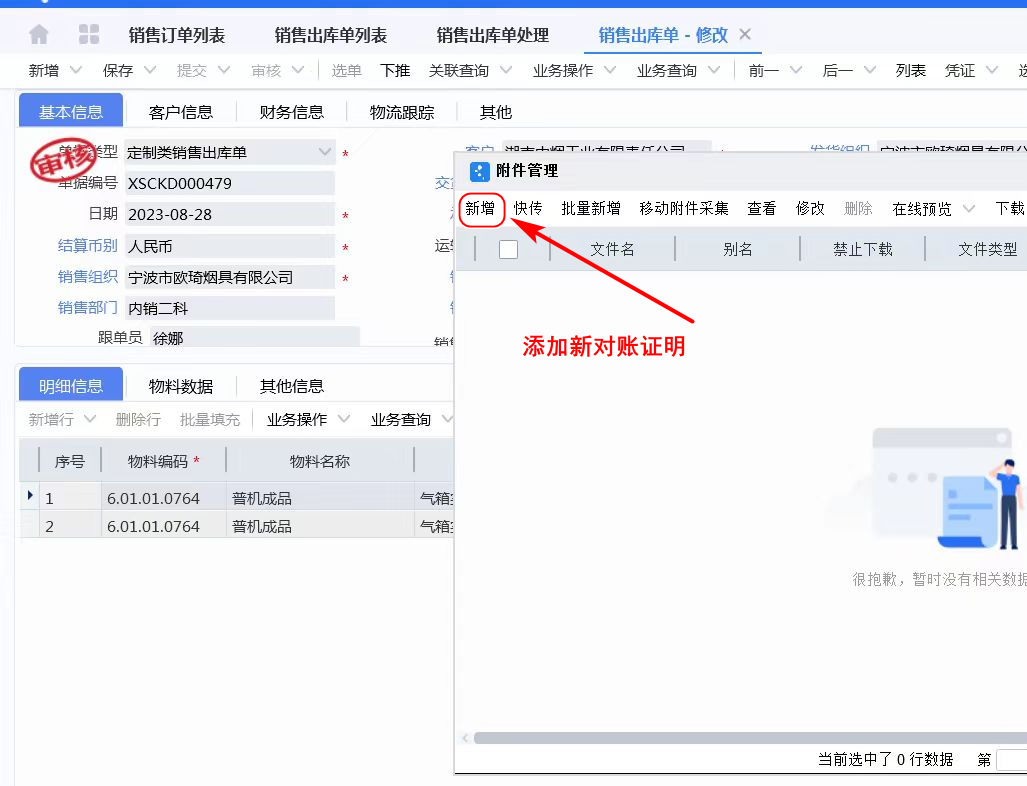 销售订单列表 销售出库单列表 销售出库单处理 销售出库单 - 修改
新增 保存 提交 审核 选单 下推 关联查询 业务操作 业务查询 前一 后一 列表 凭证
基本信息 客户信息 财务信息 物流跟踪 其他
审核
单据类型 定制类销售出库单 *
单据编号 XSCKD000479
日期 2023-08-28 *
结算币别 人民币 *
销售组织 宁波市欧琦烟具有限公司 *
销售部门 内销二科
跟单员 徐娜
附件管理
新增 快传 批量新增 移动附件采集 查看 修改 删除 在线预览 下载
文件名 别名 禁止下载 文件类型
添加新对账证明
很抱歉，暂时没有相关数据
当前选中了 0 行数据 第
明细信息 物料数据 其他信息
新增行 删除行 批量填充 业务操作 业务查询
序号 物料编码 * 物料名称
1 6.01.01.0764 普机成品 气箱
2 6.01.01.0764 普机成品 气箱